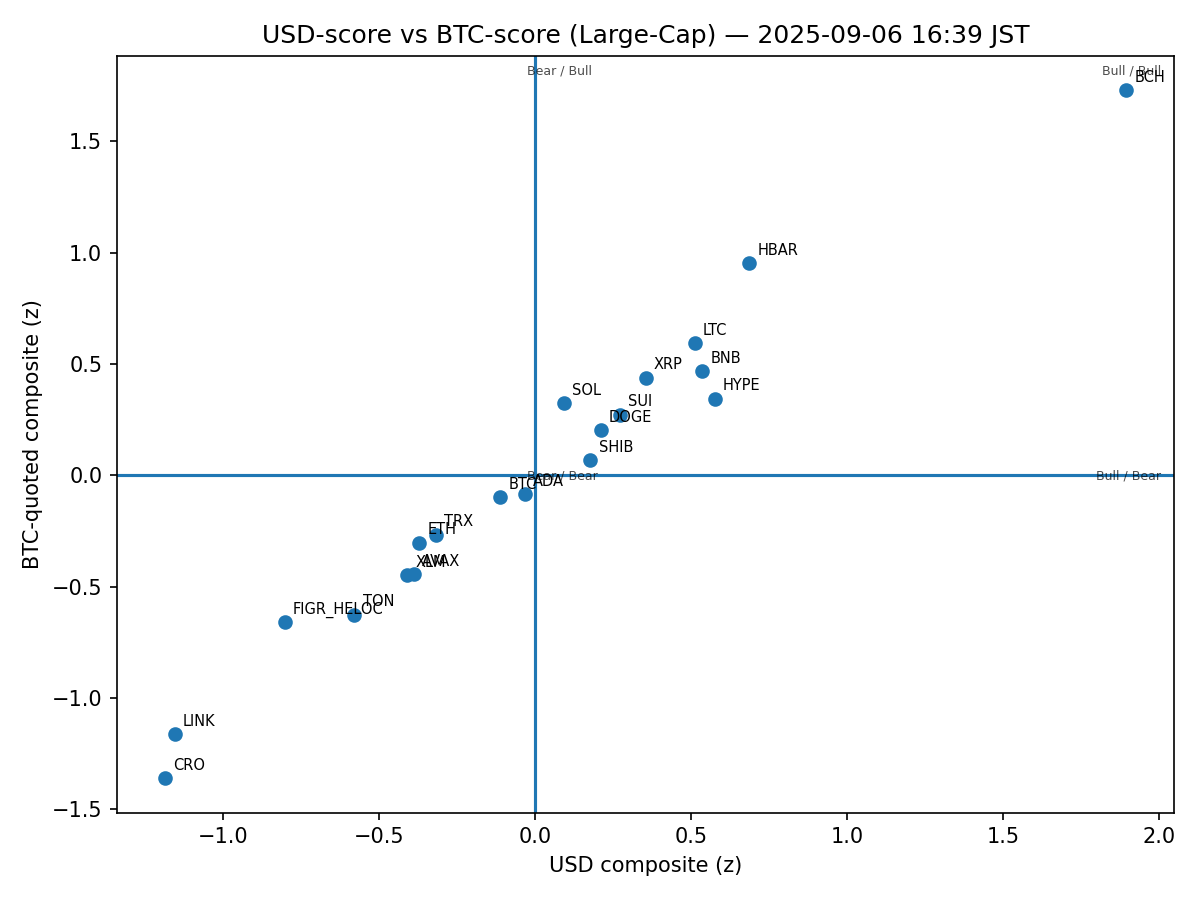 USD-score vs BTC-score (Large-Cap) — 2025-09-06 16:39 JST
Bear / Bull
Bull / Bull
BCH
1.5
HBAR
1.0
LTC
BNB
XRP
0.5
HYPE
SOL
SUI
DOGE
SHIB
0.0
Bear / Bear
Bull / Bear
ADA
BTC
TRX
ETH
XLM
AVAX
−0.5
TON
FIGR_HELOC
−1.0
LINK
CRO
−1.5
−1.0
−0.5
0.0
0.5
1.0
1.5
2.0
USD composite (z)
BTC-quoted composite (z)